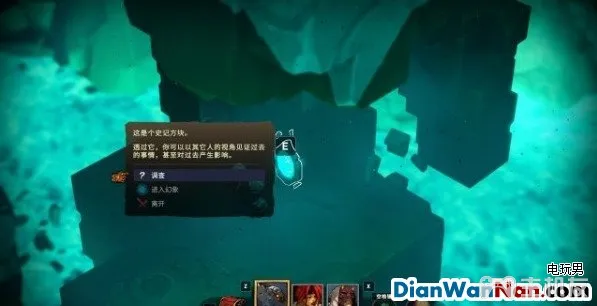 这是个史记方块。
透过它，你可以以其它人的视角见证过去
的事情，甚至对过去产生影响。
E
? 调查
进入幻象
离开
Z
X
电玩男
DianWanNan.com